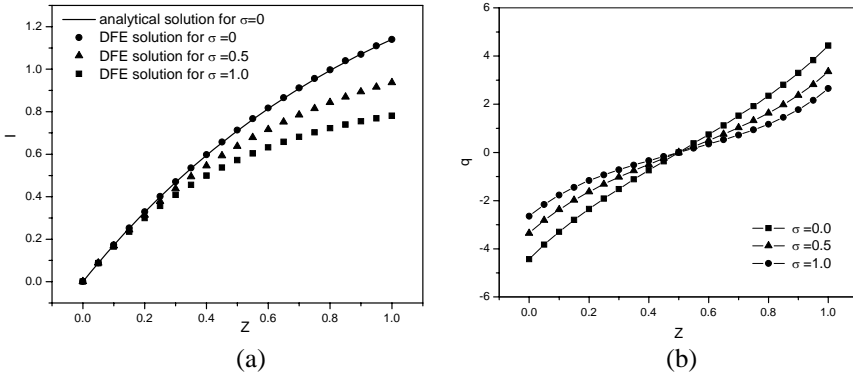 analytical solution for σ=0
DFE solution for σ=0
DFE solution for σ=0.5
DFE solution for σ=1.0
1.2
1.0
0.8
0.6
0.4
0.2
0.0
I
0.0 0.2 0.4 0.6 0.8 1.0
Z
(a)
6
4
2
0
-2
-4
-6
q
σ=0.0
σ=0.5
σ=1.0
0.0 0.2 0.4 0.6 0.8 1.0
Z
(b)